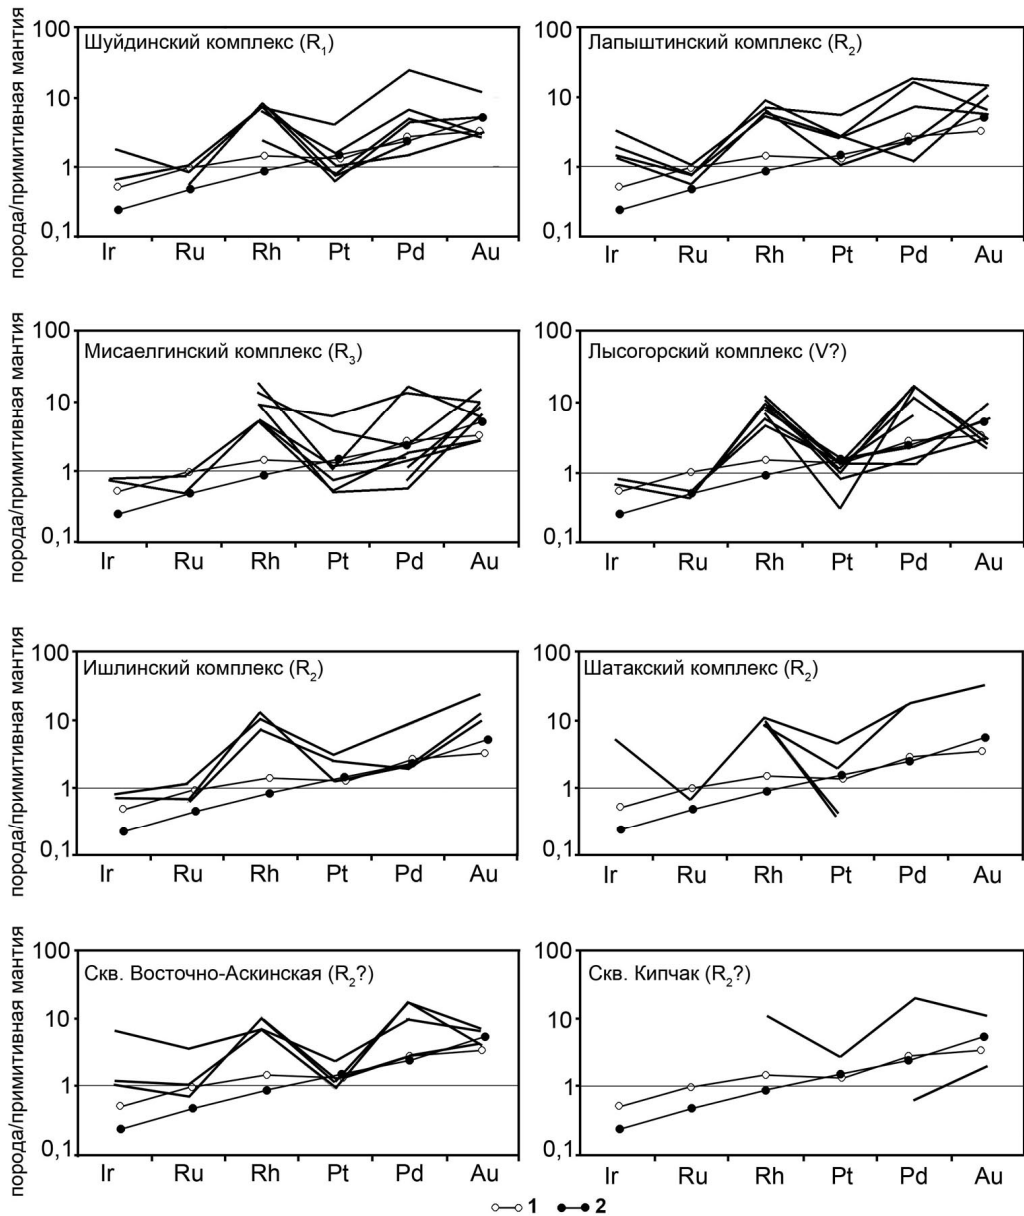 порода/примитивная мантия
100
10
1
0,1
Шуйдинский комплекс (R1)
Ir Ru Rh Pt Pd Au
100
10
1
0,1
Лапыштинский комплекс (R2)
Ir Ru Rh Pt Pd Au
порода/примитивная мантия
100
10
1
0,1
Мисаелгинский комплекс (R3)
Ir Ru Rh Pt Pd Au
100
10
1
0,1
Лысогорский комплекс (V?)
Ir Ru Rh Pt Pd Au
порода/примитивная мантия
100
10
1
0,1
Ишлинский комплекс (R2)
Ir Ru Rh Pt Pd Au
100
10
1
0,1
Шатакский комплекс (R2)
Ir Ru Rh Pt Pd Au
порода/примитивная мантия
100
10
1
0,1
Скв. Восточно-Аскинская (R2?)
Ir Ru Rh Pt Pd Au
100
10
1
0,1
Скв. Кипчак (R2?)
Ir Ru Rh Pt Pd Au
1 2